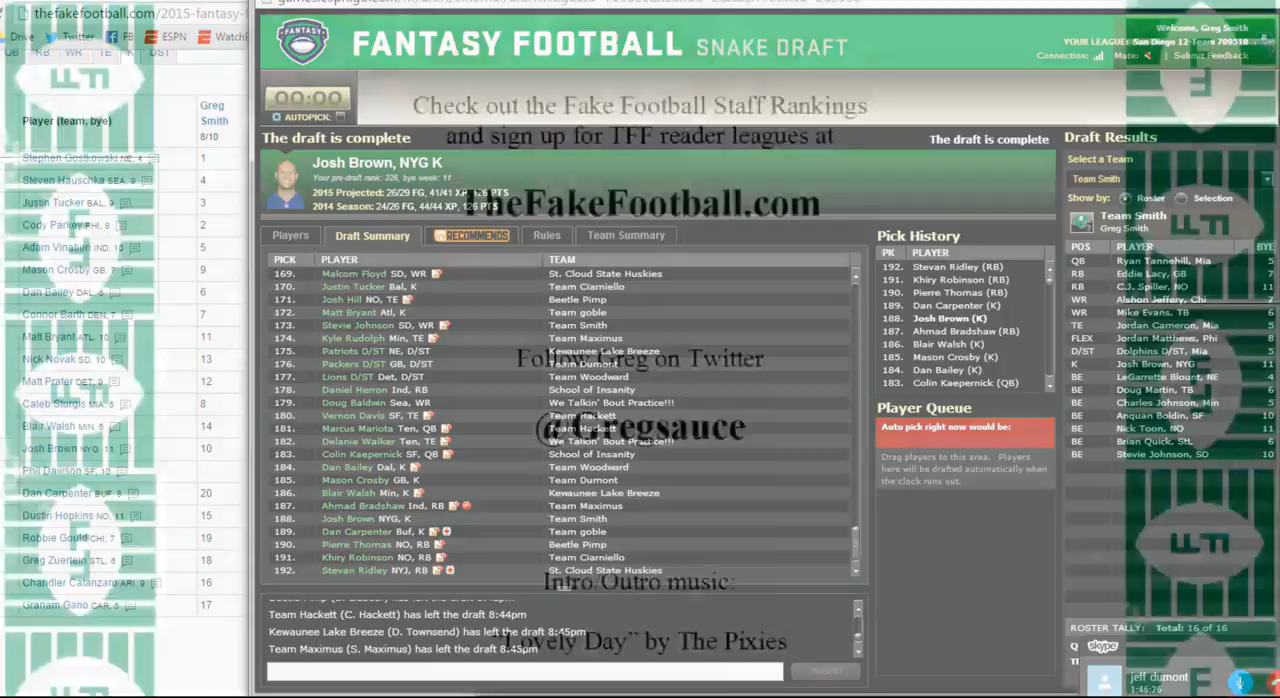 thefakefootball.com/2015-fantasy-
Drive Twitter FB ESPN Watch
QB RB WR TE K DST
Player (team, bye)
Greg Smith
8/10
Stephen Gostkowski NE, 4 1
Steven Hauschka SEA, 9 4
Justin Tucker BAL, 9 3
Cody Parkey PHI, 8 2
Adam Vinatieri IND, 10 5
Mason Crosby GB, 7 9
Dan Bailey DAL, 6 6
Connor Barth DEN, 7 7
Matt Bryant ATL, 10 11
Nick Novak SD, 10 13
Matt Prater DET, 9 12
Caleb Sturgis MIA, 5 8
Blair Walsh MIN, 5 14
Josh Brown NYG, 11 10
Phil Dawson SF, 10
Dan Carpenter BUF, 8 20
Dustin Hopkins NO, 11 15
Robbie Gould CHI, 7 19
Greg Zuerlein STL, 6 18
Chandler Catanzaro ARI, 9 16
Graham Gano CAR, 5 17
FANTASY
FANTASY FOOTBALL SNAKE DRAFT
Welcome, Greg Smith
YOUR LEAGUE: San Diego 12-Team 709510
Connection: Mute: | Submit Feedback
00:00
AUTOPICK:
Check out the Fake Football Staff Rankings
and sign up for TFF reader leagues at
TheFakeFootball.com
Follow Greg on Twitter
@Gregsauce
Intro/Outro music:
"Lovely Day" by The Pixies
The draft is complete
The draft is complete
Josh Brown, NYG K
Your pre-draft rank: 326, bye week: 11
2015 Projected: 26/29 FG, 41/41 XP, 126 PTS
2014 Season: 24/26 FG, 44/44 XP, 126 PTS
Players Draft Summary RECOMMENDS Rules Team Summary
PICK PLAYER TEAM
169. Malcom Floyd SD, WR St. Cloud State Huskies
170. Justin Tucker Bal, K Team Ciarniello
171. Josh Hill NO, TE Beetle Pimp
172. Matt Bryant Atl, K Team goble
173. Stevie Johnson SD, WR Team Smith
174. Kyle Rudolph Min, TE Team Maximus
175. Patriots D/ST NE, D/ST Kewaunee Lake Breeze
176. Packers D/ST GB, D/ST Team Dumont
177. Lions D/ST Det, D/ST Team Woodward
178. Daniel Herron Ind, RB School of Insanity
179. Doug Baldwin Sea, WR We Talkin' Bout Practice!!!
180. Vernon Davis SF, TE Team Hackett
181. Marcus Mariota Ten, QB Team Hackett
182. Delanie Walker Ten, TE We Talkin' Bout Practice!!!
183. Colin Kaepernick SF, QB School of Insanity
184. Dan Bailey Dal, K Team Woodward
185. Mason Crosby GB, K Team Dumont
186. Blair Walsh Min, K Kewaunee Lake Breeze
187. Ahmad Bradshaw Ind, RB Team Maximus
188. Josh Brown NYG, K Team Smith
189. Dan Carpenter Buf, K Team goble
190. Pierre Thomas NO, RB Beetle Pimp
191. Khiry Robinson NO, RB Team Ciarniello
192. Stevan Ridley NYJ, RB St. Cloud State Huskies
Team Hackett (C. Hackett) has left the draft 8:44pm
Kewaunee Lake Breeze (D. Townsend) has left the draft 8:45pm
Team Maximus (S. Maximus) has left the draft 8:45pm
Pick History
PK PLAYER
192. Stevan Ridley (RB)
191. Khiry Robinson (RB)
190. Pierre Thomas (RB)
189. Dan Carpenter (K)
188. Josh Brown (K)
187. Ahmad Bradshaw (RB)
186. Blair Walsh (K)
185. Mason Crosby (K)
184. Dan Bailey (K)
183. Colin Kaepernick (QB)
Player Queue
Auto pick right now would be:
Drag players to this area. Players
here will be drafted automatically when
the clock runs out.
Draft Results
Select a Team
Team Smith
Show by: Roster Selection
Team Smith
Greg Smith
POS PLAYER BYE
QB Ryan Tannehill, Mia 5
RB Eddie Lacy, GB 7
RB C.J. Spiller, NO 11
WR Alshon Jeffery, Chi 7
WR Mike Evans, TB 6
TE Jordan Cameron, Mia 5
FLEX Jordan Matthews, Phi 8
D/ST Dolphins D/ST, Mia 5
K Josh Brown, NYG 11
BE LeGarrette Blount, NE 4
BE Doug Martin, TB 6
BE Charles Johnson, Min 5
BE Anquan Boldin, SF 10
BE Nick Toon, NO 11
BE Brian Quick, StL 6
BE Stevie Johnson, SD 10
ROSTER TALLY: Total: 16 of 16
skype
jeff dumont
1:46:26